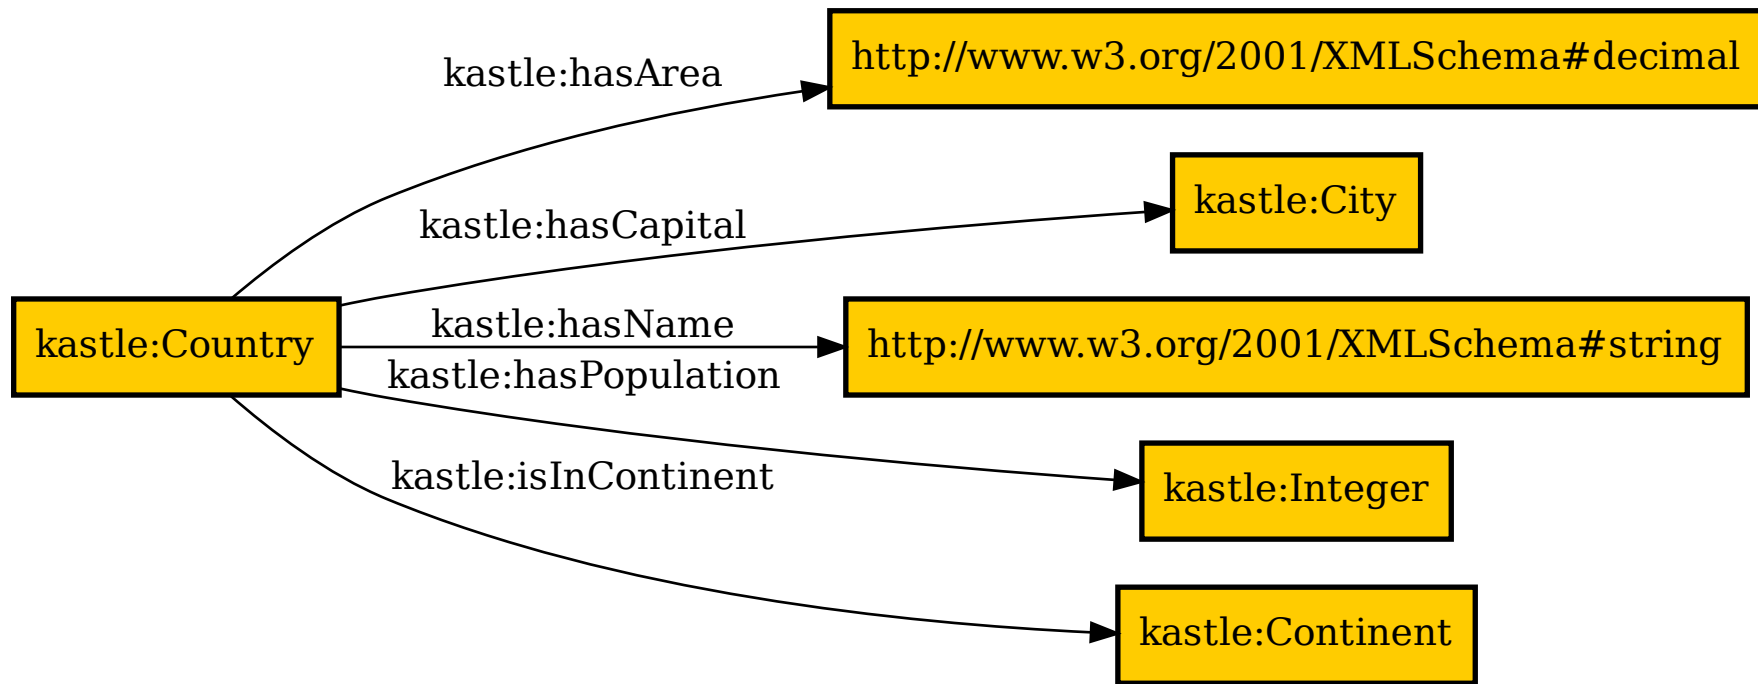 kastle:hasArea
http://www.w3.org/2001/XMLSchema#decimal
kastle:hasCapital
kastle:City
kastle:Country
kastle:hasName
http://www.w3.org/2001/XMLSchema#string
kastle:hasPopulation
kastle:Integer
kastle:isInContinent
kastle:Continent